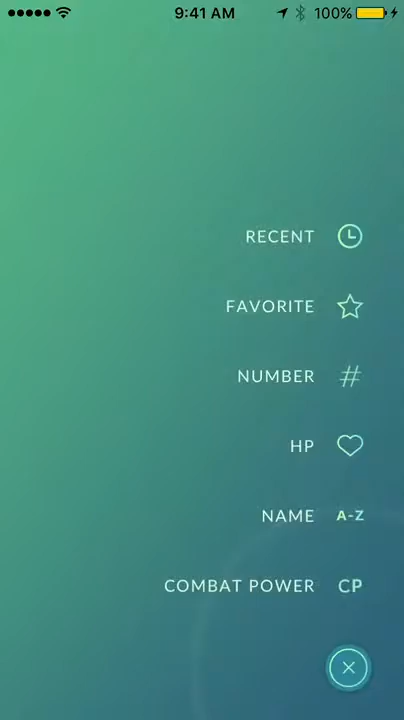 9:41 AM 100%
RECENT
FAVORITE
NUMBER #
HP
NAME A-Z
COMBAT POWER CP